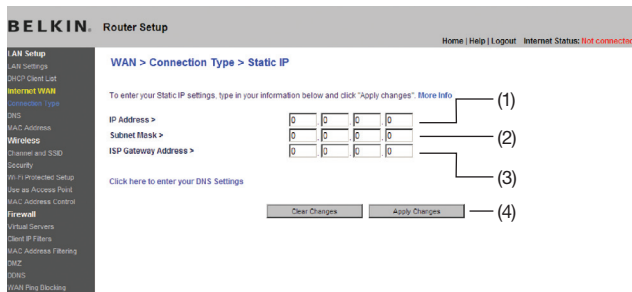 BELKIN. Router Setup
Home | Help | Logout Internet Status: Not connected
LAN Setup
LAN Settings
DHCP Client List
Internet WAN
Connection Type
DNS
MAC Address
Wireless
Channel and SSID
Security
Wi-Fi Protected Setup
Use as Access Point
MAC Address Control
Firewall
Virtual Servers
Client IP Filters
MAC Address Filtering
DMZ
DDNS
WAN Ping Blocking
WAN > Connection Type > Static IP
To enter your Static IP settings, type in your information below and click "Apply changes". More Info
IP Address > 0 . 0 . 0 . 0 (1)
Subnet Mask > 0 . 0 . 0 . 0 (2)
ISP Gateway Address > 0 . 0 . 0 . 0 (3)
Click here to enter your DNS Settings
Clear Changes Apply Changes (4)